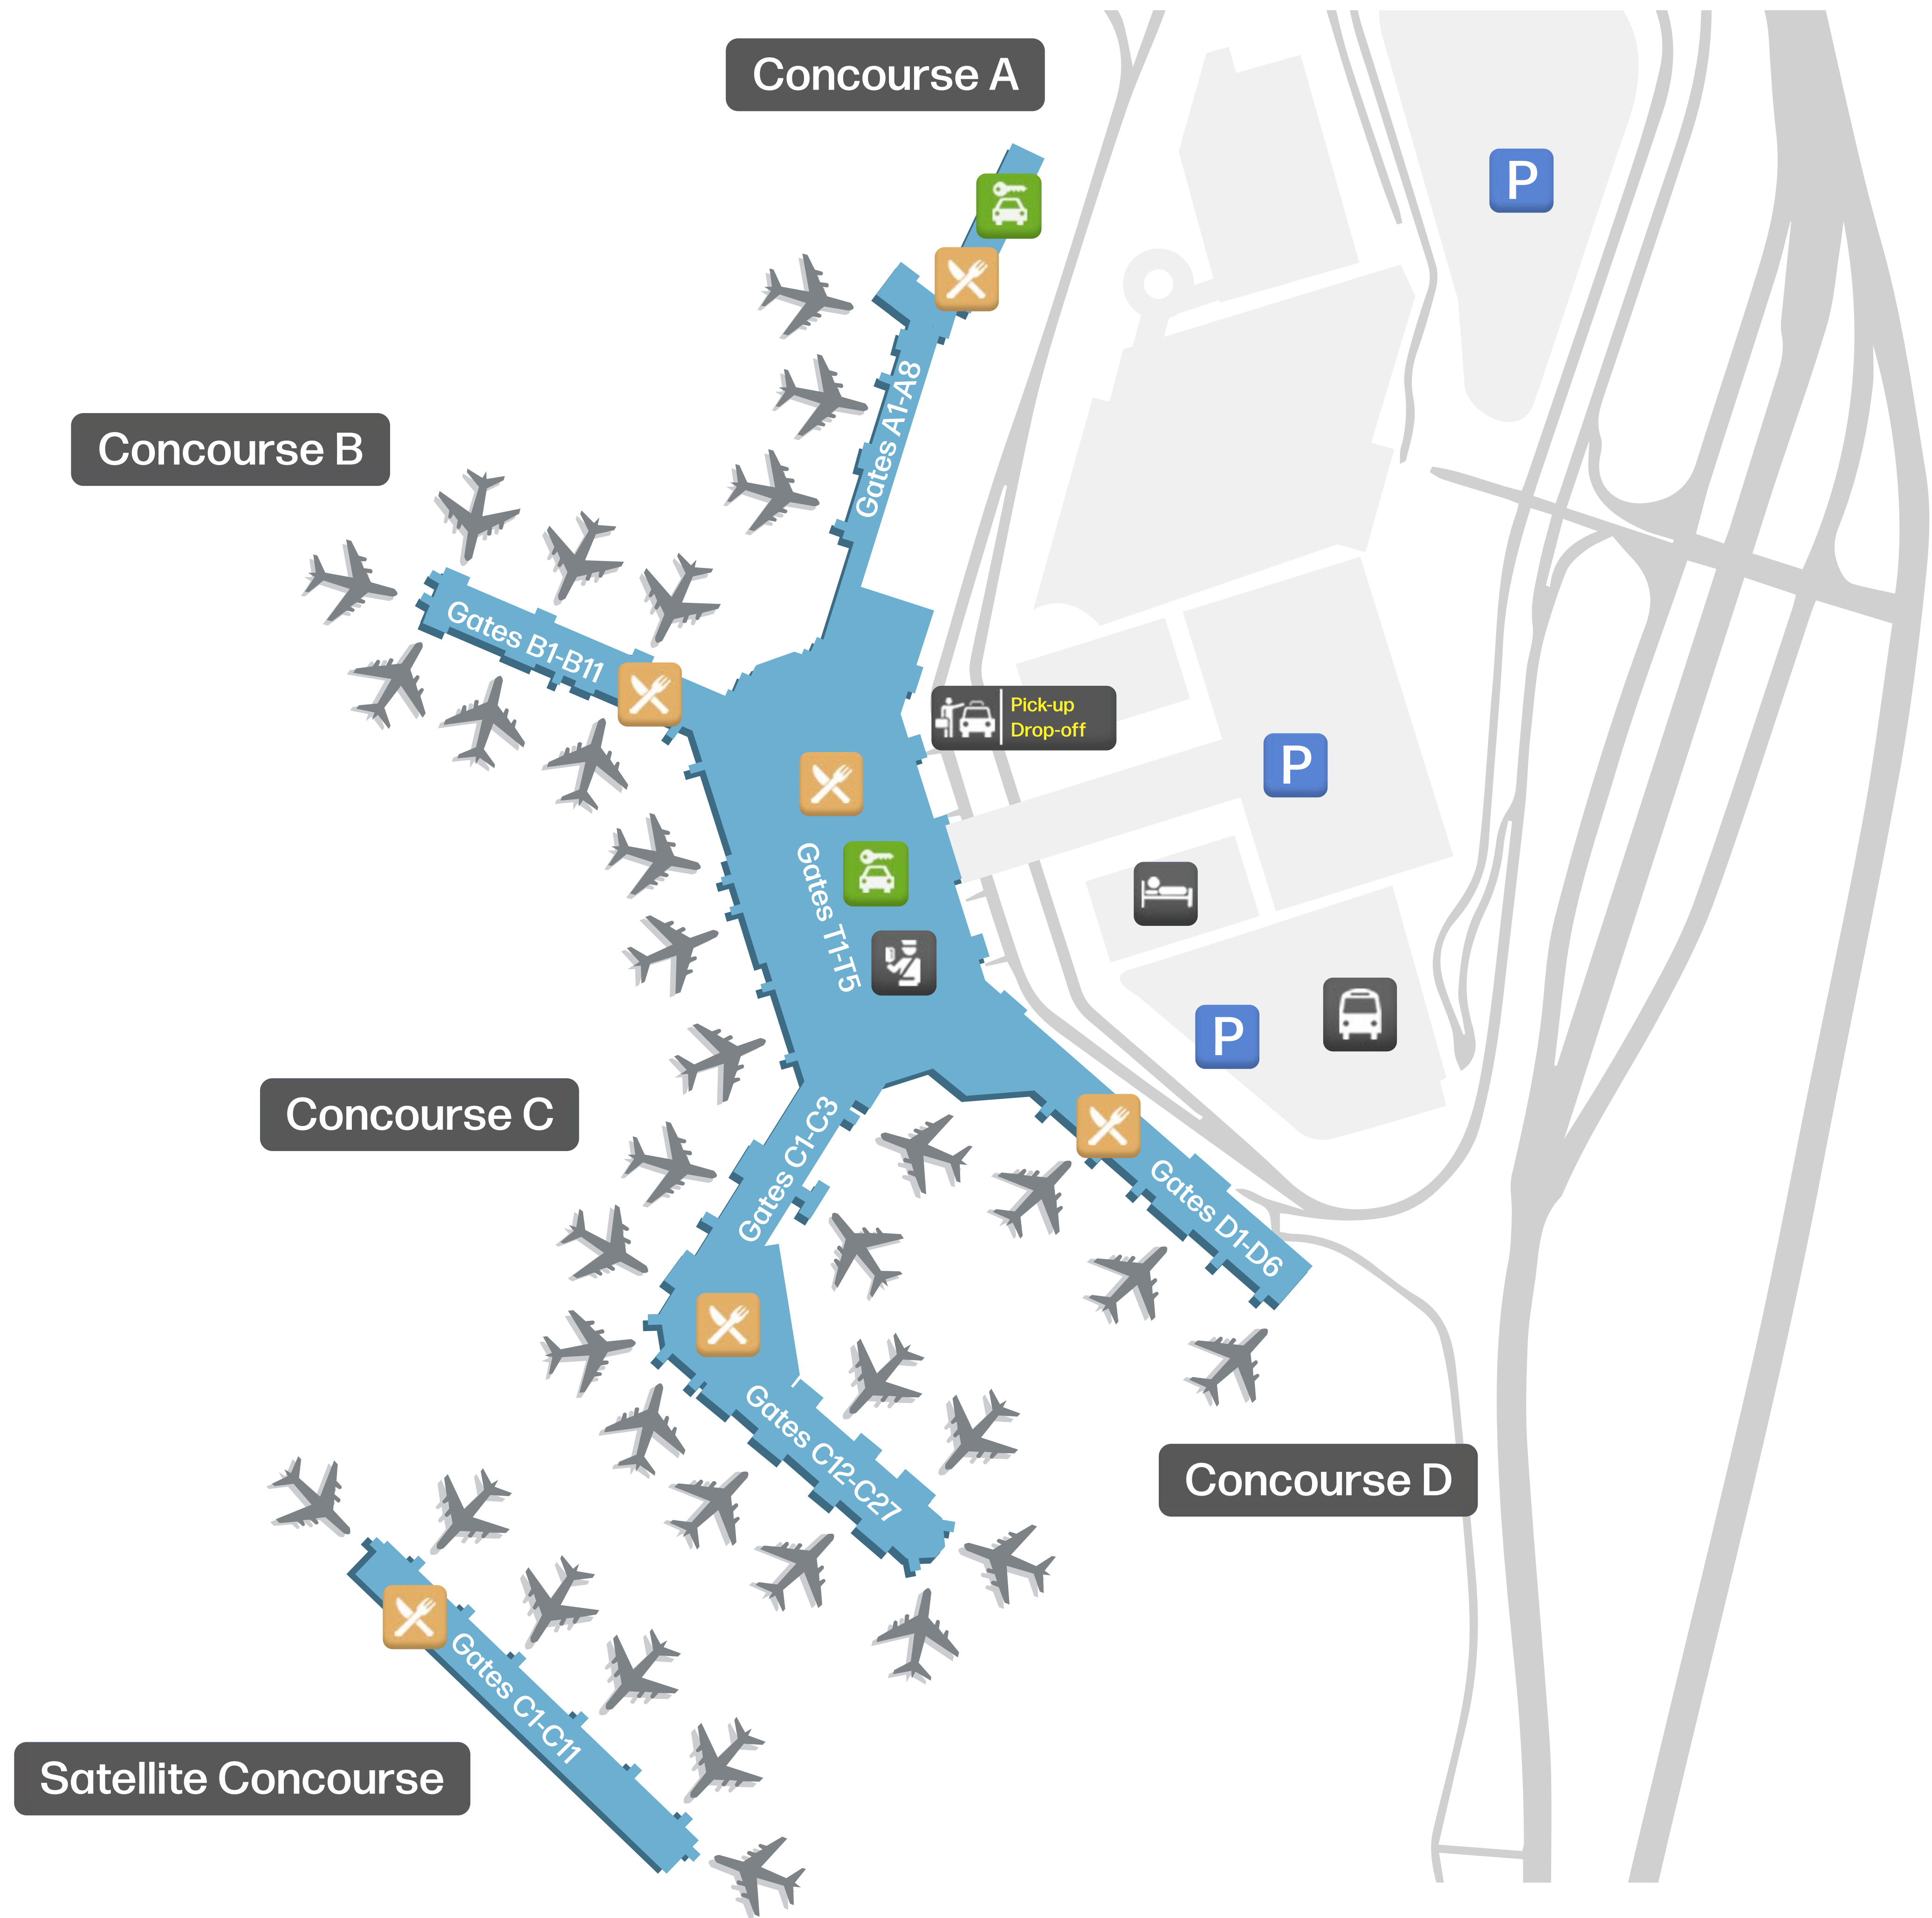 Concourse A
P
Gates A1-A8
Concourse B
Gates B1-B11
Pick-up
Drop-off
P
Gates T1-T5
P
Concourse C
Gates C1-C3
Gates D1-D6
Gates C12-C27
Concourse D
Gates C1-C11
Satellite Concourse